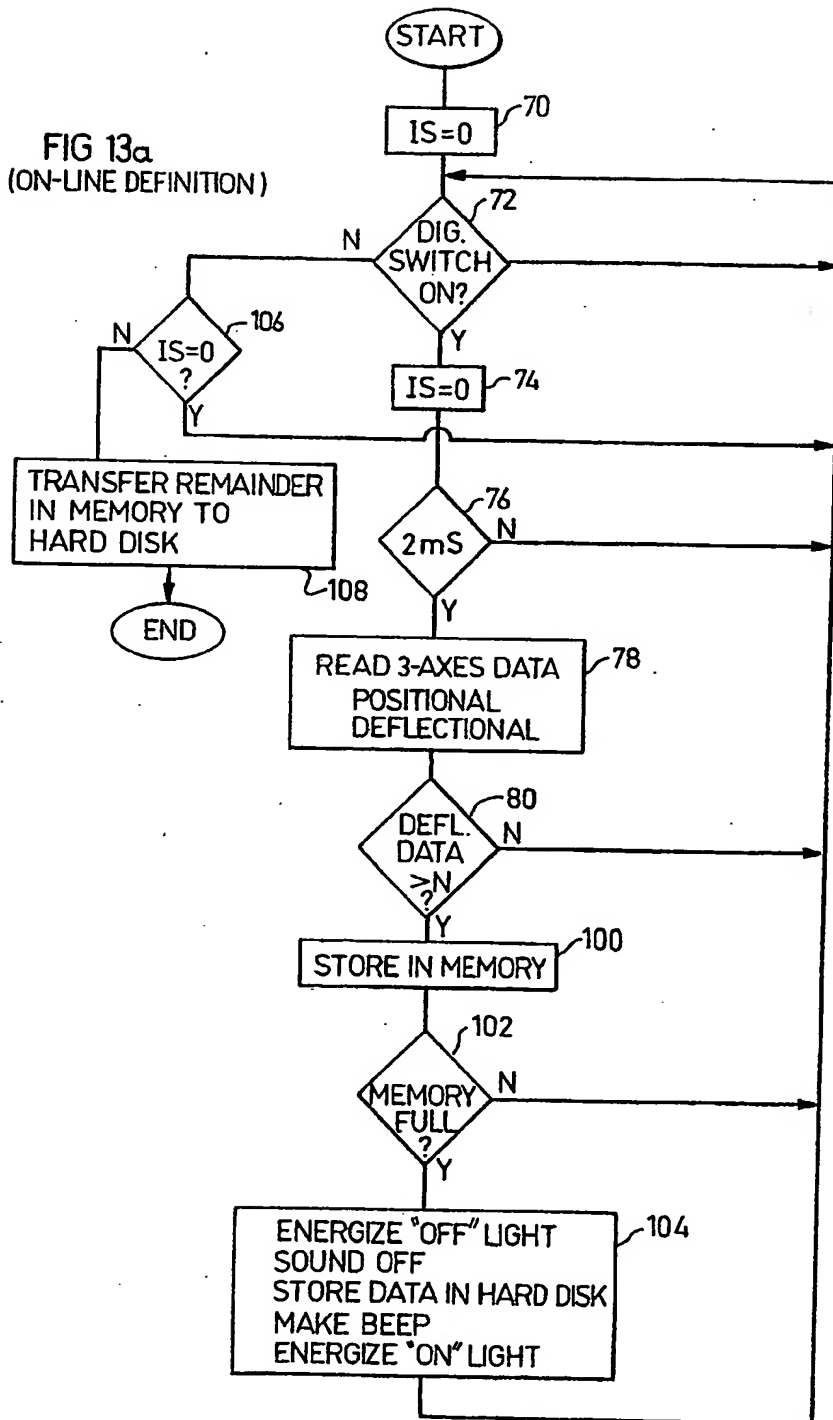 START
70
IS=0
FIG 13a
(ON-LINE DEFINITION)
72
N
DIG.
SWITCH
ON?
Y
106
N
IS=0
?
Y
IS=0
74
TRANSFER REMAINDER
IN MEMORY TO
HARD DISK
108
END
76
2mS
N
Y
78
READ 3-AXES DATA
POSITIONAL
DEFLECTIONAL
80
DEFL.
DATA
>N
?
N
Y
100
STORE IN MEMORY
102
MEMORY
FULL
?
N
Y
104
ENERGIZE "OFF" LIGHT
SOUND OFF
STORE DATA IN HARD DISK
MAKE BEEP
ENERGIZE "ON" LIGHT